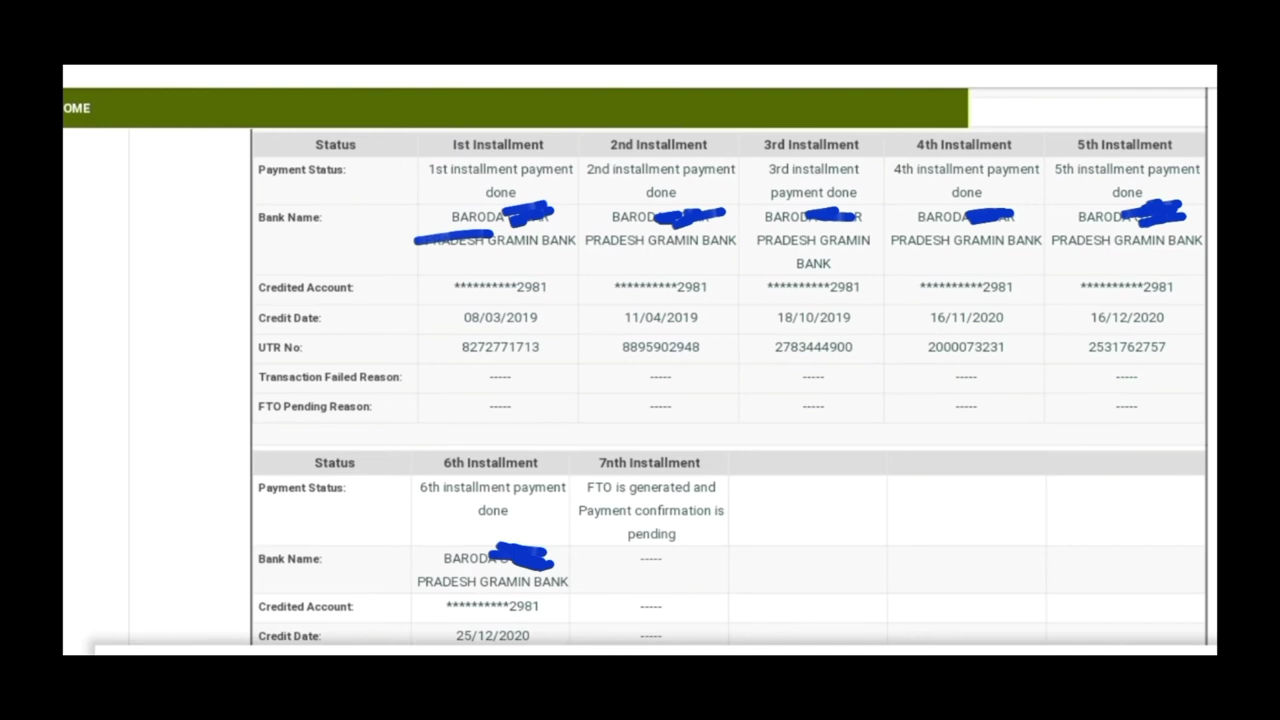 OME
Status 1st Installment 2nd Installment 3rd Installment 4th Installment 5th Installment
Payment Status: 1st installment payment 2nd installment payment 3rd installment 4th installment payment 5th installment payment
done done payment done done done
Bank Name: BARODA BAROD BAROD BAROD BARODA
PRADESH GRAMIN BANK PRADESH GRAMIN BANK PRADESH GRAMIN PRADESH GRAMIN BANK PRADESH GRAMIN BANK
BANK
Credited Account: **********2981 **********2981 **********2981 **********2981 **********2981
Credit Date: 08/03/2019 11/04/2019 18/10/2019 16/11/2020 16/12/2020
UTR No: 8272771713 8895902948 2783444900 2000073231 2531762757
Transaction Failed Reason: ----- ----- ----- ----- -----
FTO Pending Reason: ----- ----- ----- ----- -----
Status 6th Installment 7nth Installment
Payment Status: 6th installment payment FTO is generated and
done Payment confirmation is
pending
Bank Name: BARODA -----
PRADESH GRAMIN BANK
Credited Account: **********2981 -----
Credit Date: 25/12/2020 -----